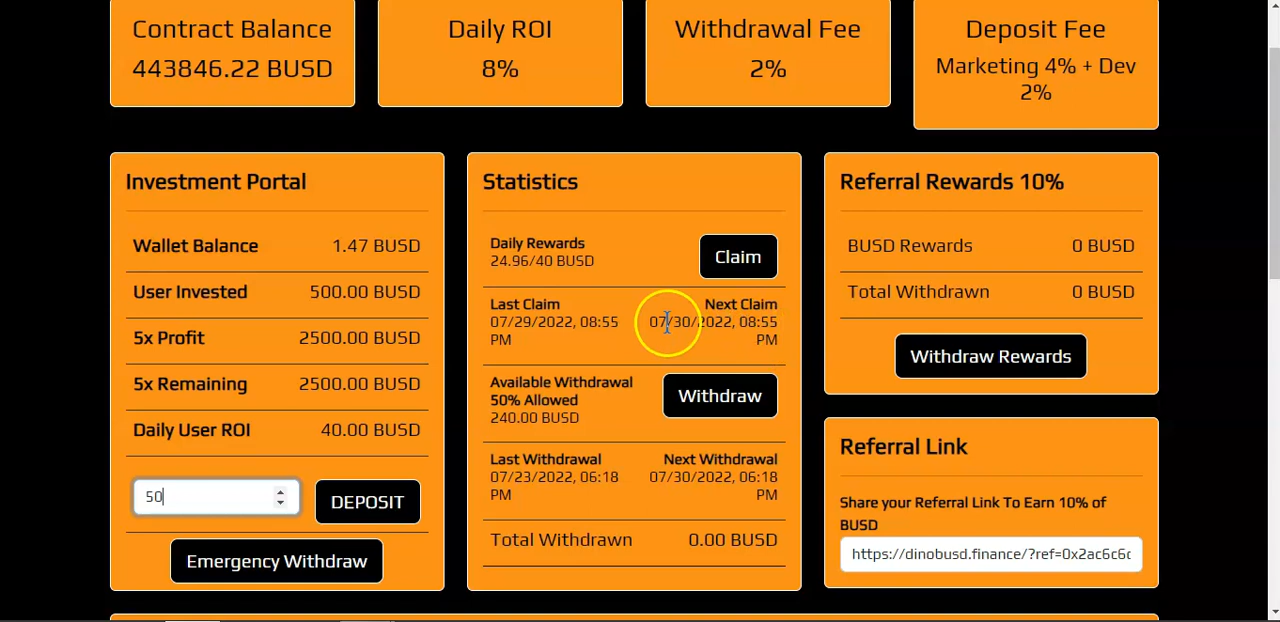 Contract Balance
443846.22 BUSD
Daily ROI
8%
Withdrawal Fee
2%
Deposit Fee
Marketing 4% + Dev
2%
Investment Portal
Wallet Balance 1.47 BUSD
User Invested 500.00 BUSD
5x Profit 2500.00 BUSD
5x Remaining 2500.00 BUSD
Daily User ROI 40.00 BUSD
50 DEPOSIT
Emergency Withdraw
Statistics
Daily Rewards
24.96/40 BUSD
Claim
Last Claim
07/29/2022, 08:55
PM
Next Claim
07/30/2022, 08:55
PM
Available Withdrawal
50% Allowed
240.00 BUSD
Withdraw
Last Withdrawal
07/23/2022, 06:18
PM
Next Withdrawal
07/30/2022, 06:18
PM
Total Withdrawn 0.00 BUSD
Referral Rewards 10%
BUSD Rewards 0 BUSD
Total Withdrawn 0 BUSD
Withdraw Rewards
Referral Link
Share your Referral Link To Earn 10% of
BUSD
https://dinobusd.finance/?ref=0x2ac6c6c